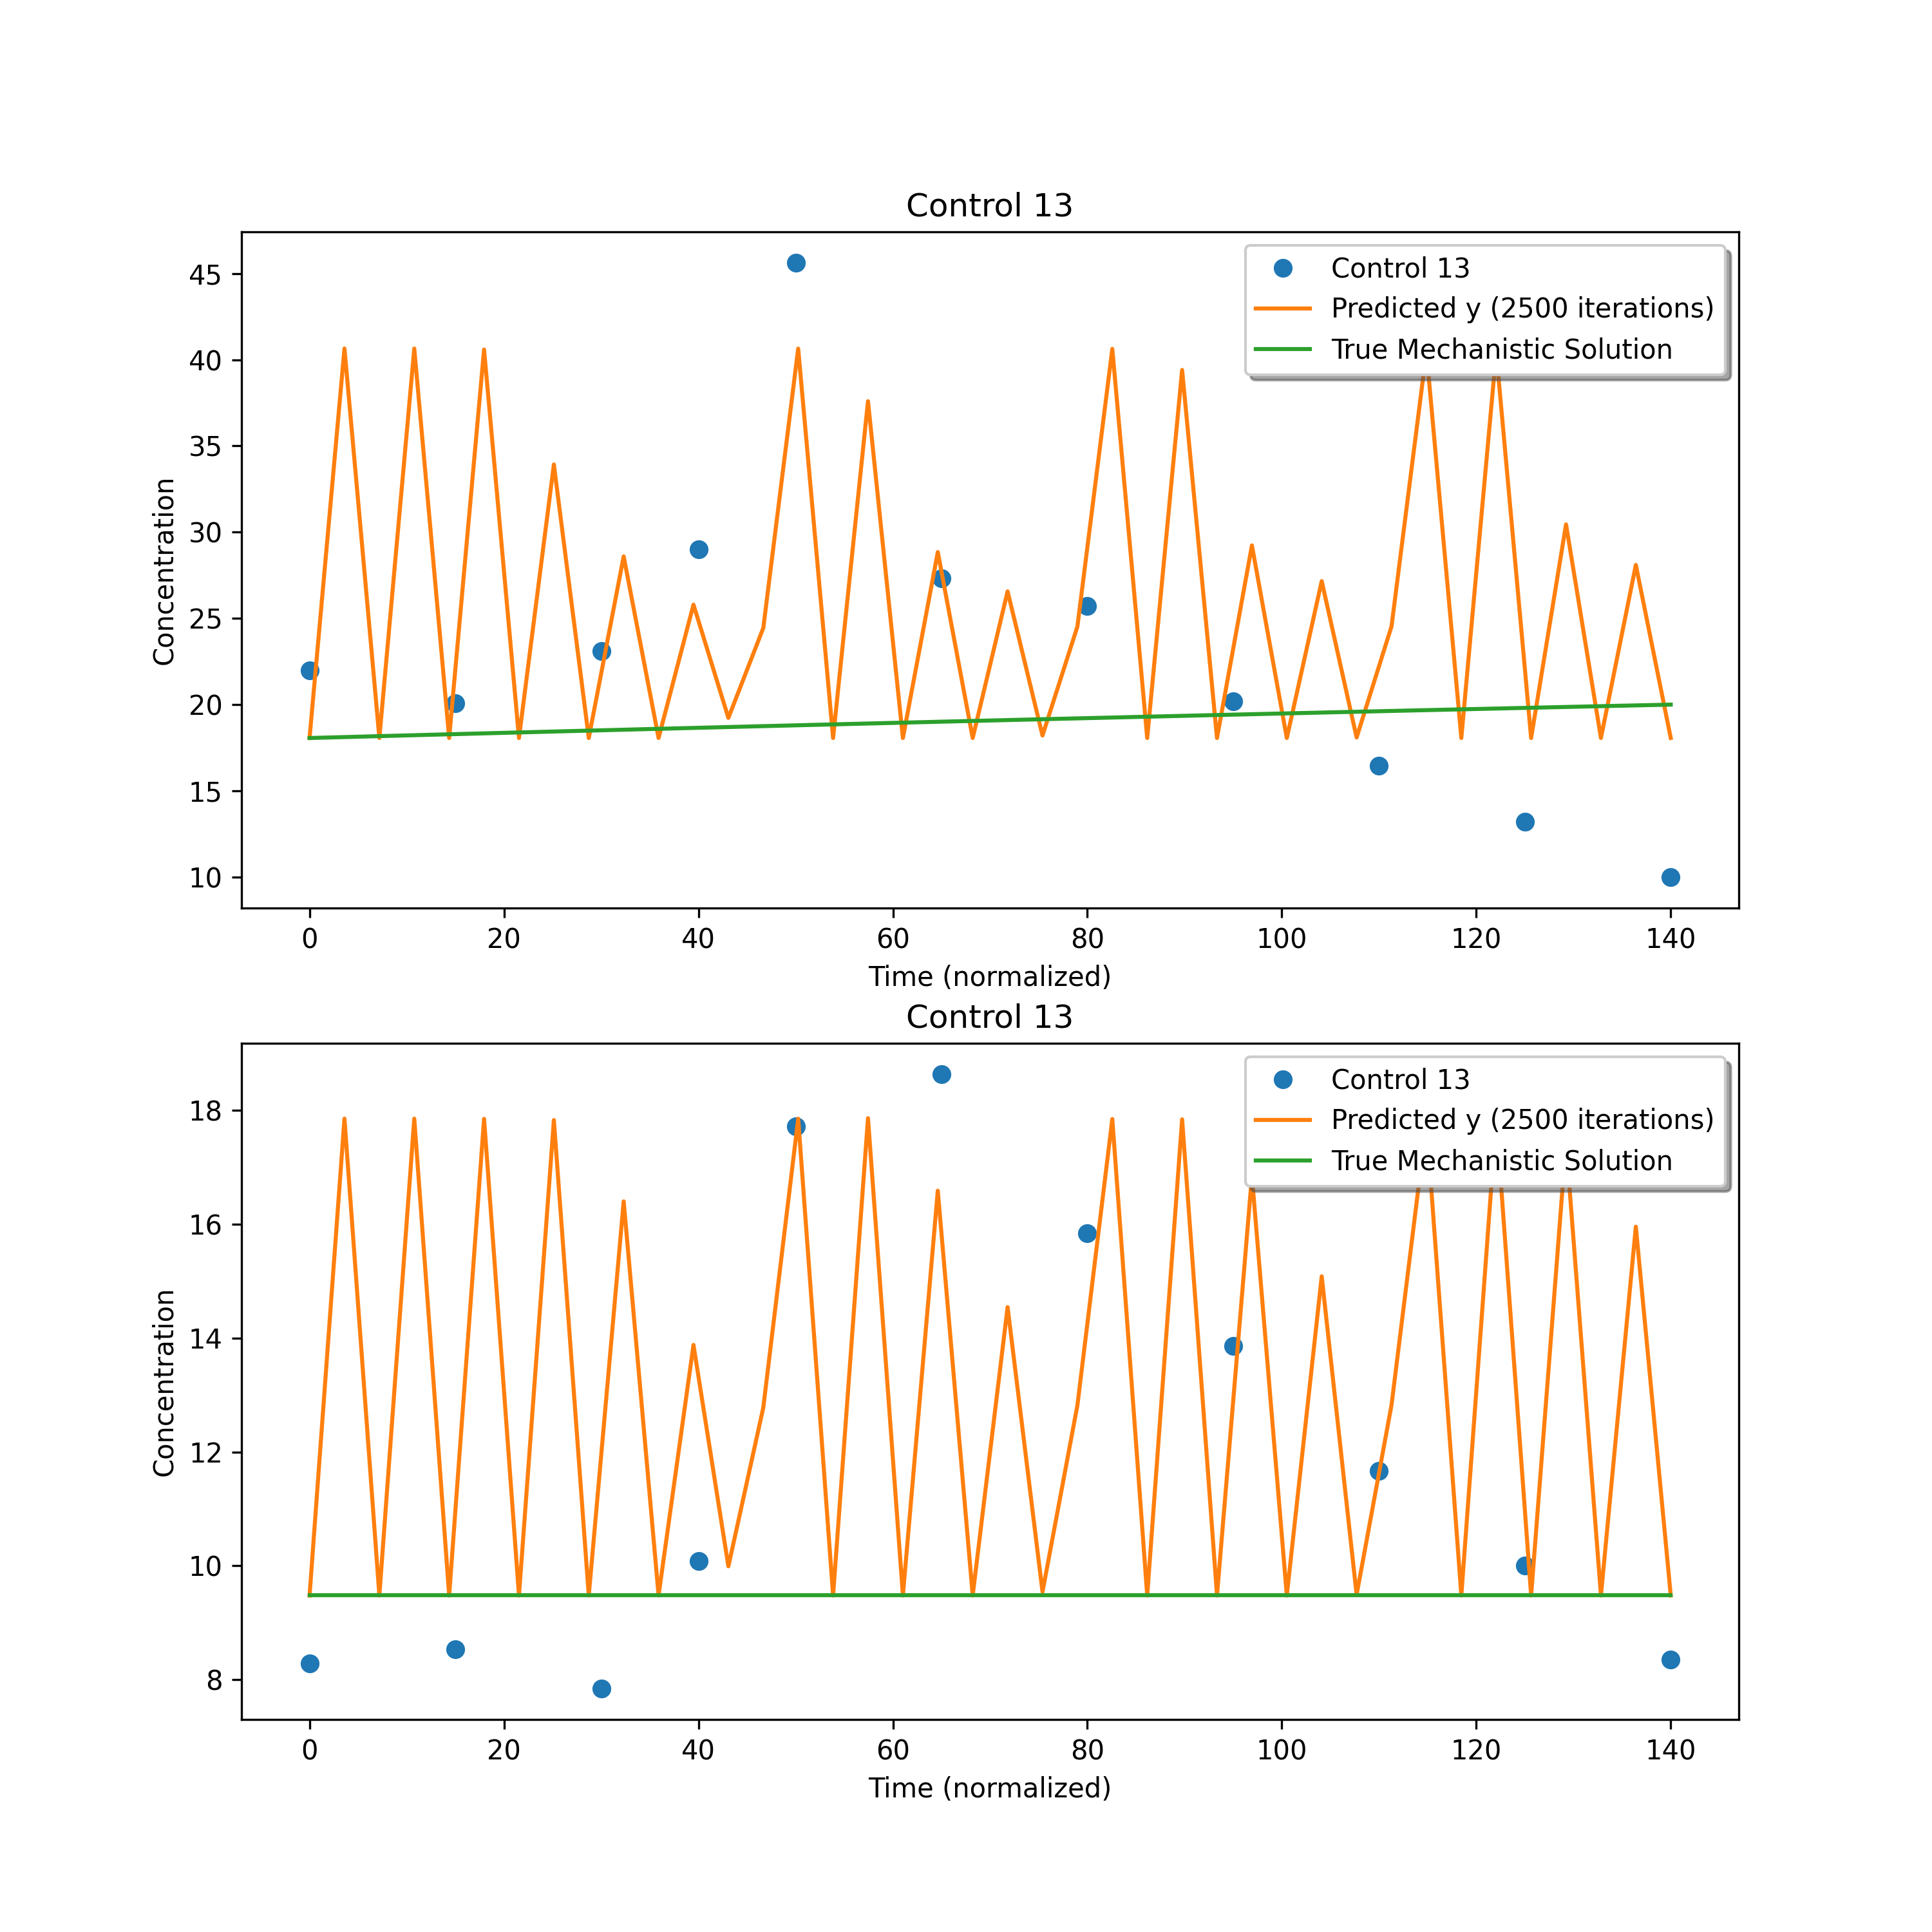 Control 13
45
40
35
30
25
20
15
10
Concentration
Control 13
Predicted y (2500 iterations)
True Mechanistic Solution
0 20 40 60 80 100 120 140
Time (normalized)
Control 13
18
16
14
12
10
8
Concentration
Control 13
Predicted y (2500 iterations)
True Mechanistic Solution
0 20 40 60 80 100 120 140
Time (normalized)